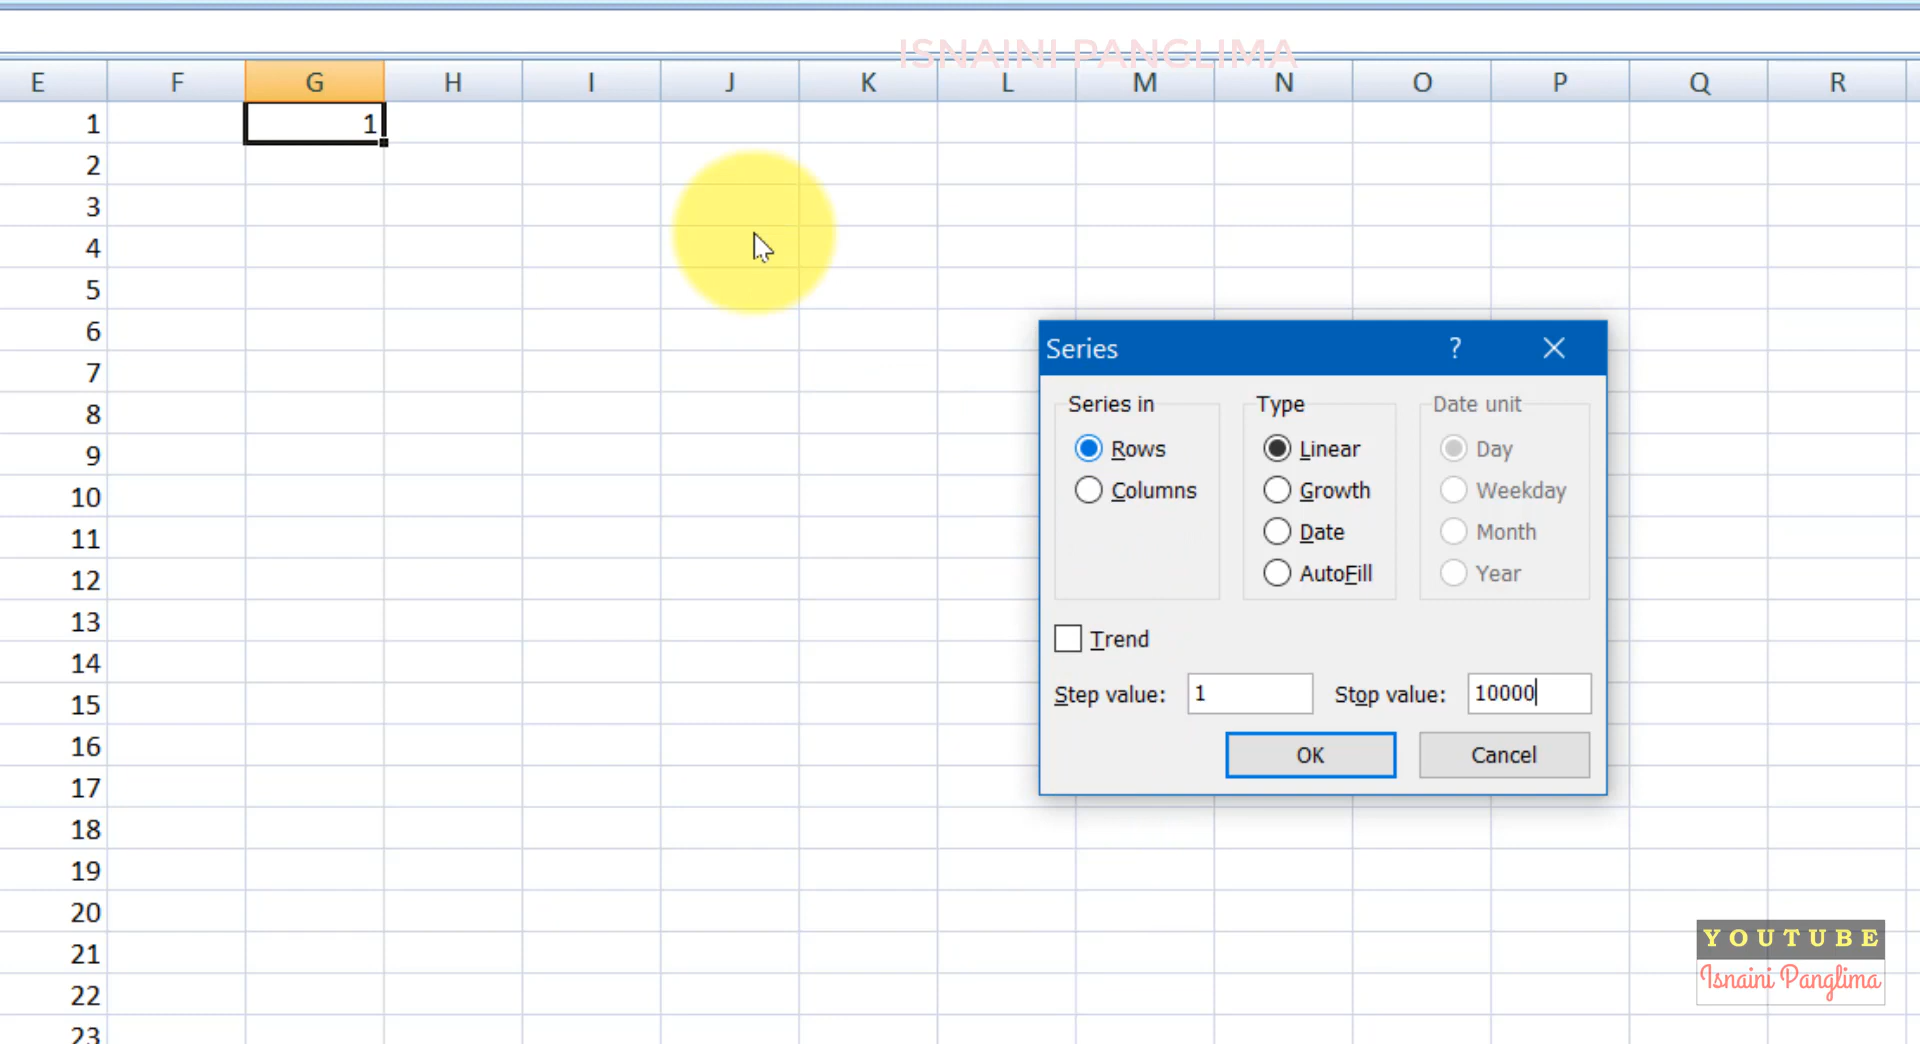 ISNAINI PANGLIMA
E F G H I J K L M N O P Q R
1 1
2
3
4
5
6
7
8
9
10
11
12
13
14
15
16
17
18
19
20
21
22
23
Series ?
Series in Type Date unit
Rows Linear Day
Columns Growth Weekday
Date Month
AutoFill Year
Trend
Step value: 1 Stop value: 10000
OK Cancel
YOUTUBE
Isnaini Panglima